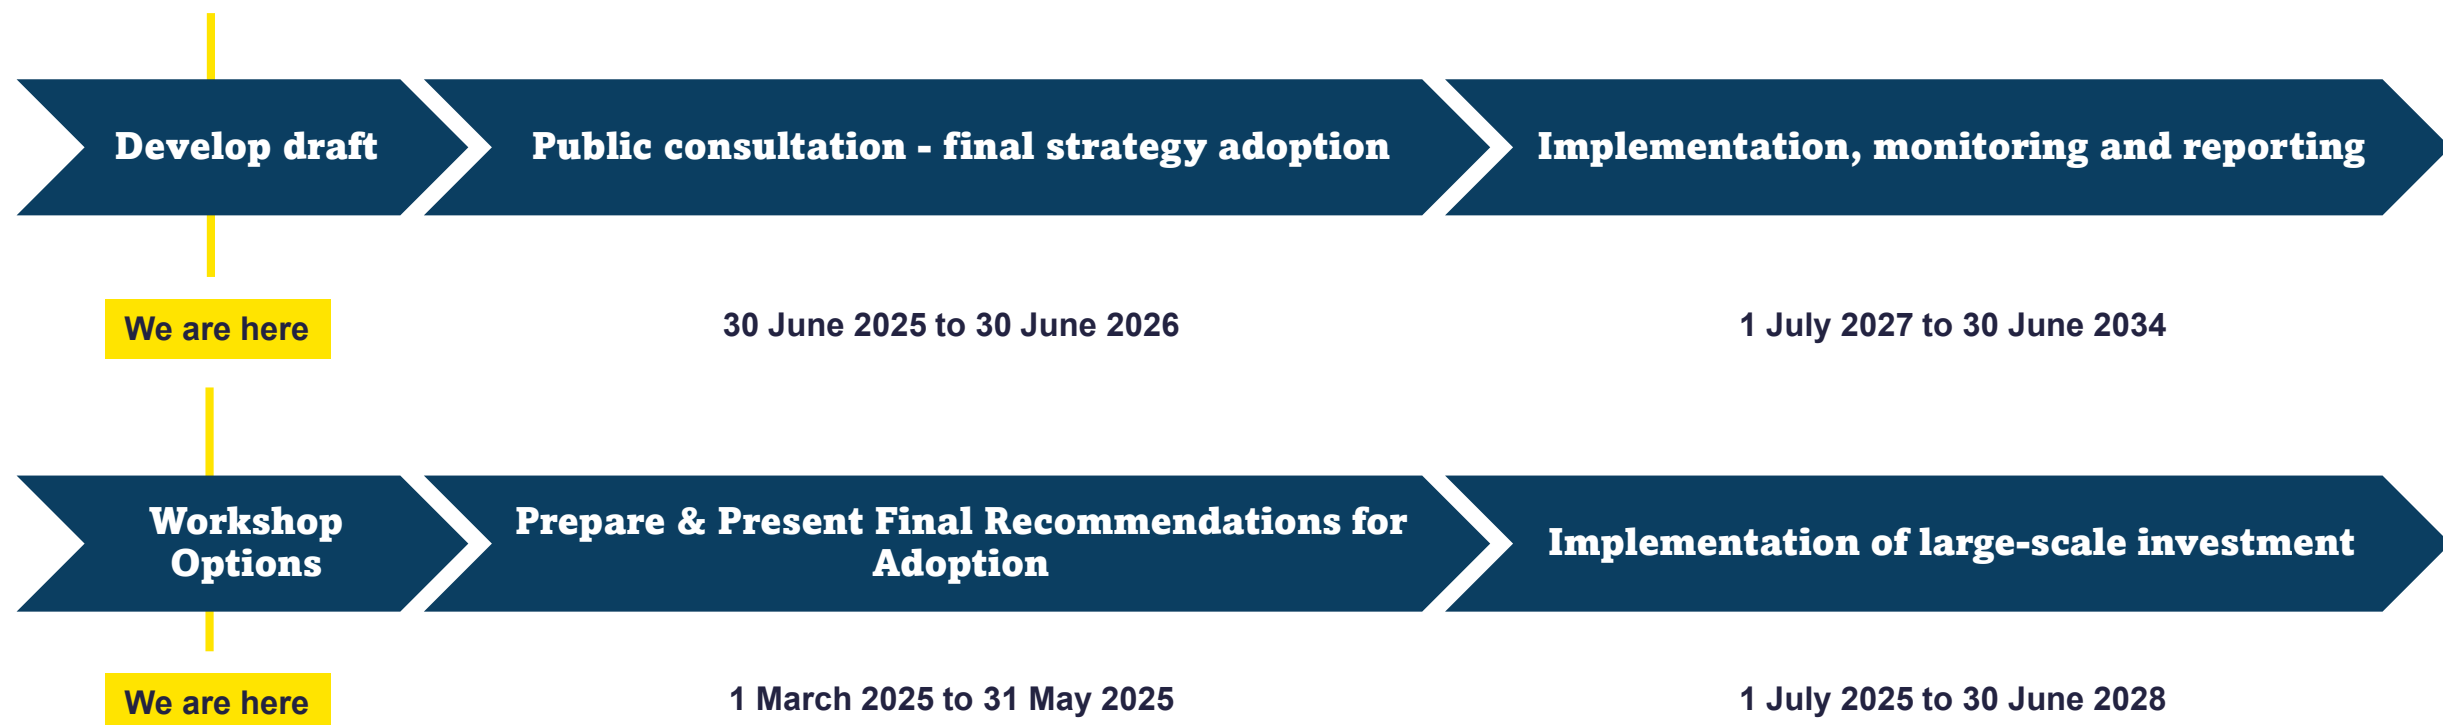 Develop draft
Public consultation - final strategy adoption
Implementation, monitoring and reporting
We are here
30 June 2025 to 30 June 2026
1 July 2027 to 30 June 2034
Workshop
Options
Prepare & Present Final Recommendations for
Adoption
Implementation of large-scale investment
We are here
1 March 2025 to 31 May 2025
1 July 2025 to 30 June 2028